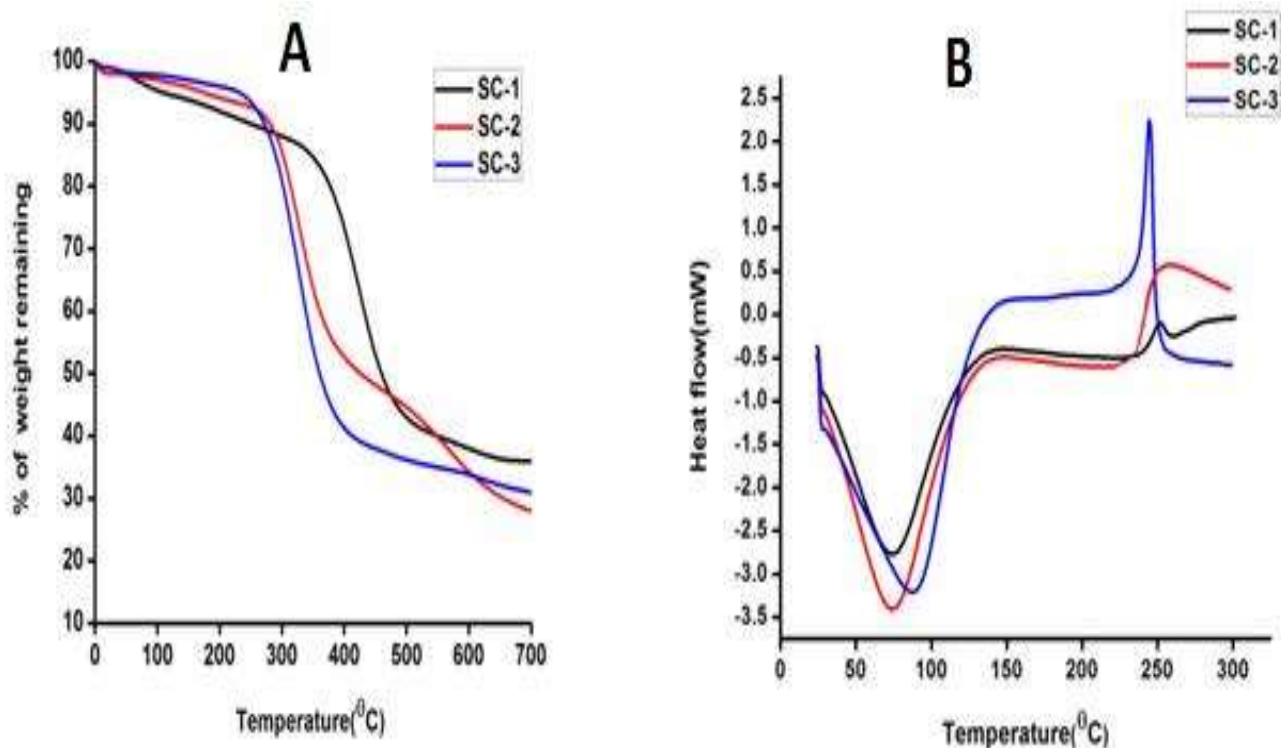 A
SC-1
SC-2
SC-3
100
90
80
70
60
50
40
30
20
10
0 100 200 300 400 500 600 700
% of weight remaining
Temperature(⁰C)
B
SC-1
SC-2
SC-3
2.5
2.0
1.5
1.0
0.5
0.0
-0.5
-1.0
-1.5
-2.0
-2.5
-3.0
-3.5
0 50 100 150 200 250 300
Heat flow(mW)
Temperature(⁰C)